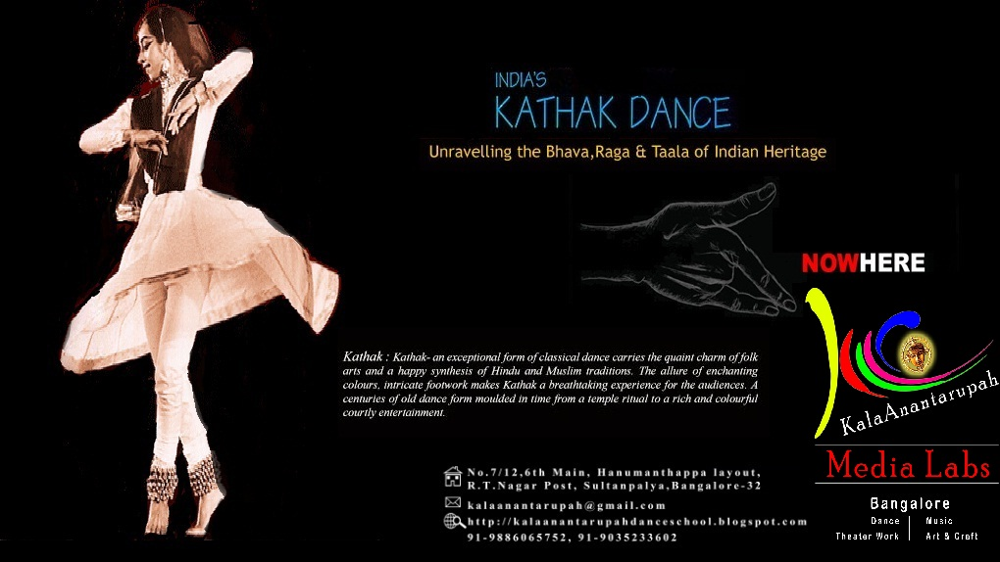 INDIA'S
KATHAK DANCE
Unravelling the Bhava,Raga & Taala of Indian Heritage
NOWHERE
Kathak : Kathak- an exceptional form of classical dance carries the quaint charm of folk
arts and a happy synthesis of Hindu and Muslim traditions. The allure of enchanting
colours, intricate footwork makes Kathak a breathtaking experience for the audiences. A
centuries of old dance form moulded in time from a temple ritual to a rich and colourful
courtly entertainment.
KalaAnantarupah
Media Labs
Bangalore
Dance | Music
Theater Work | Art & Craft
No.7/12,6th Main, Hanumanthappa layout,
R.T.Nagar Post, Sultanpalya,Bangalore-32
kalaanantarupah@gmail.com
http://kalaanantarupahdanceschool.blogspot.com
91-9886065752, 91-9035233602